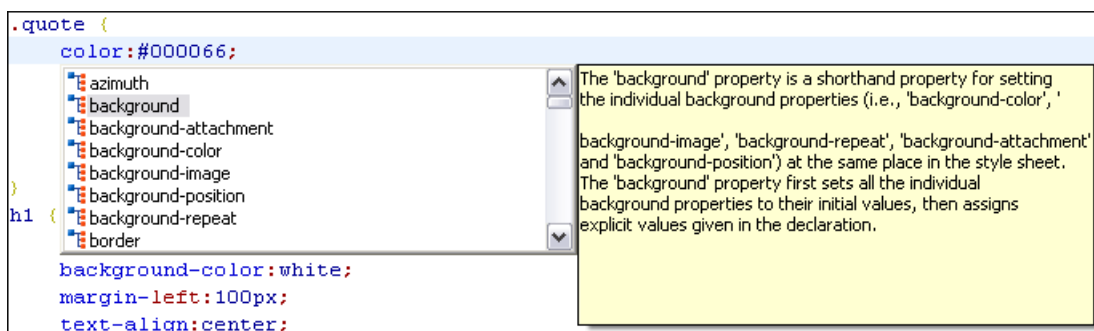 .quote {
color:#000066;
azimuth
background
background-attachment
background-color
background-image
background-position
background-repeat
border
The 'background' property is a shorthand property for setting
the individual background properties (i.e., 'background-color', '
background-image', 'background-repeat', 'background-attachment'
and 'background-position') at the same place in the style sheet.
The 'background' property first sets all the individual
background properties to their initial values, then assigns
explicit values given in the declaration.
}
h1 {
background-color:white;
margin-left:100px;
text-align:center;